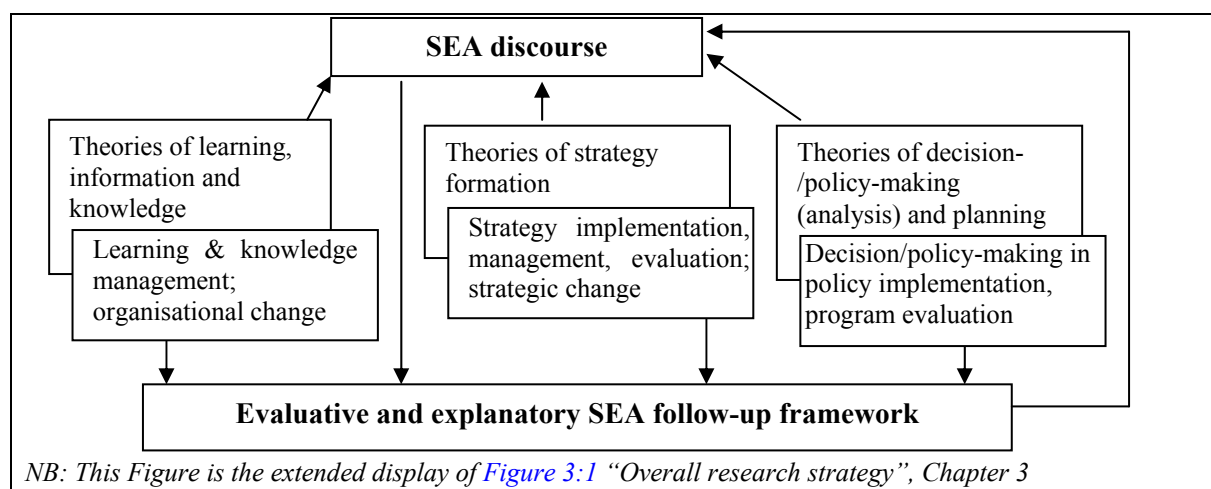 SEA discourse
Theories of learning,
information and
knowledge
Learning & knowledge
management;
organisational change
Theories of strategy
formation
Strategy implementation,
management, evaluation;
strategic change
Theories of decision-
/policy-making
(analysis) and planning
Decision/policy-making in
policy implementation,
program evaluation
Evaluative and explanatory SEA follow-up framework
NB: This Figure is the extended display of Figure 3:1 “Overall research strategy”, Chapter 3